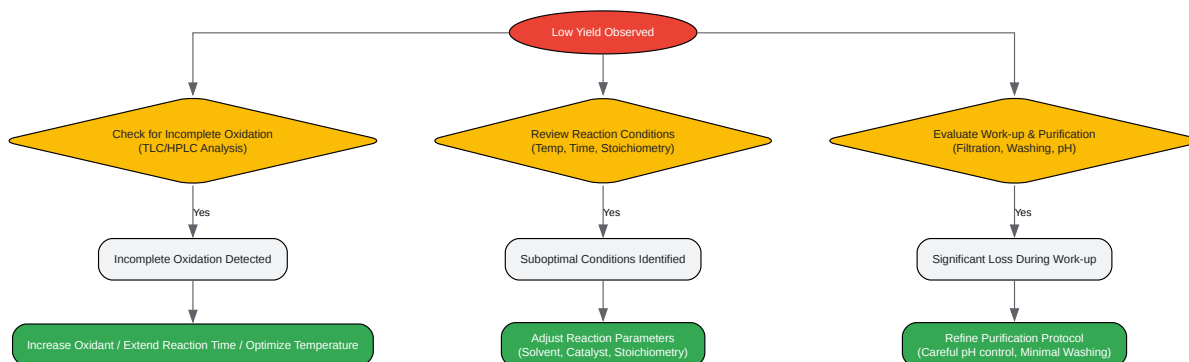 Low Yield Observed
Check for Incomplete Oxidation
(TLC/HPLC Analysis)
Review Reaction Conditions
(Temp, Time, Stoichiometry)
Evaluate Work-up & Purification
(Filtration, Washing, pH)
Yes
Yes
Yes
Incomplete Oxidation Detected
Suboptimal Conditions Identified
Significant Loss During Work-up
Increase Oxidant / Extend Reaction Time / Optimize Temperature
Adjust Reaction Parameters
(Solvent, Catalyst, Stoichiometry)
Refine Purification Protocol
(Careful pH control, Minimal Washing)